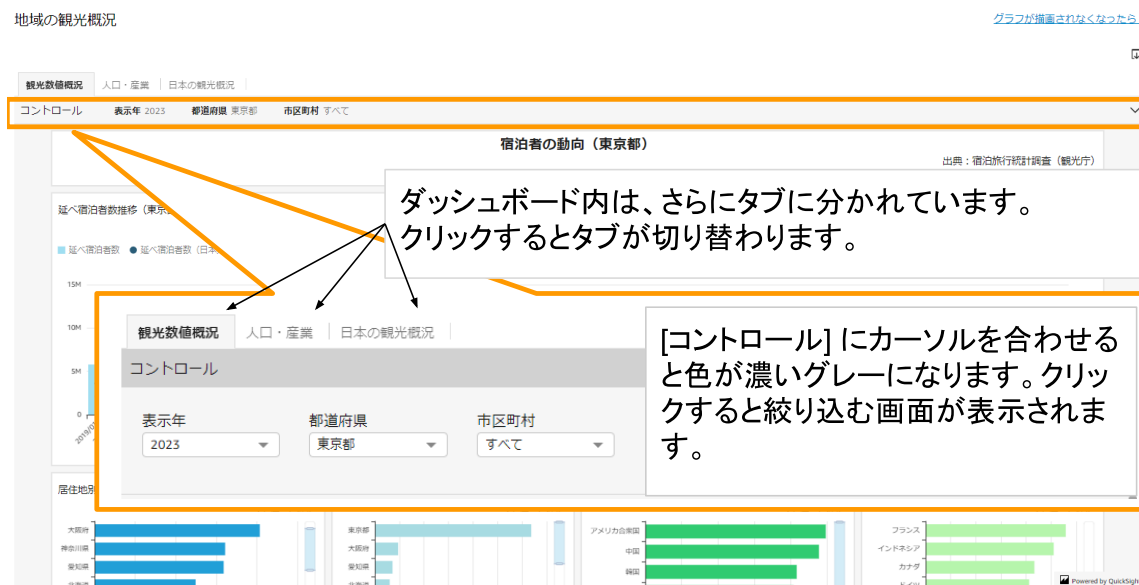 地域の観光概況
グラフが描画されなくなったら
観光数値概況 人口・産業 日本の観光概況
コントロール 表示年 2023 都道府県 東京都 市区町村 すべて
宿泊者の動向（東京都）
出典：宿泊旅行統計調査（観光庁）
延べ宿泊者数推移（東京
延べ宿泊者数 延べ宿泊者数（日本
ダッシュボード内は、さらにタブに分かれています。
クリックするとタブが切り替わります。
15M
10M
5M
0
観光数値概況 人口・産業 日本の観光概況
コントロール
表示年 都道府県 市区町村
2023 東京都 すべて
[コントロール] にカーソルを合わせる
と色が濃いグレーになります。クリッ
クすると絞り込む画面が表示されま
す。
居住地別
大阪府
神奈川県
愛知県
東京都
大阪府
愛知県
アメリカ合衆国
中国
韓国
フランス
インドネシア
カナダ
ドイツ
Powered by QuickSight